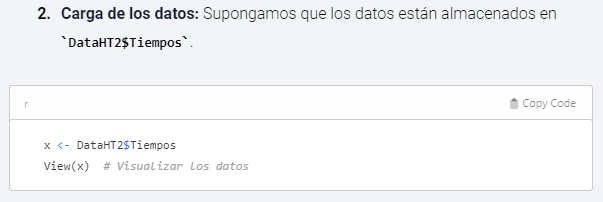 2. Carga de los datos: Supongamos que los datos están almacenados en
`DataHT2$Tiempos`.
r
Copy Code
x <- DataHT2$Tiempos
View(x)  # Visualizar los datos